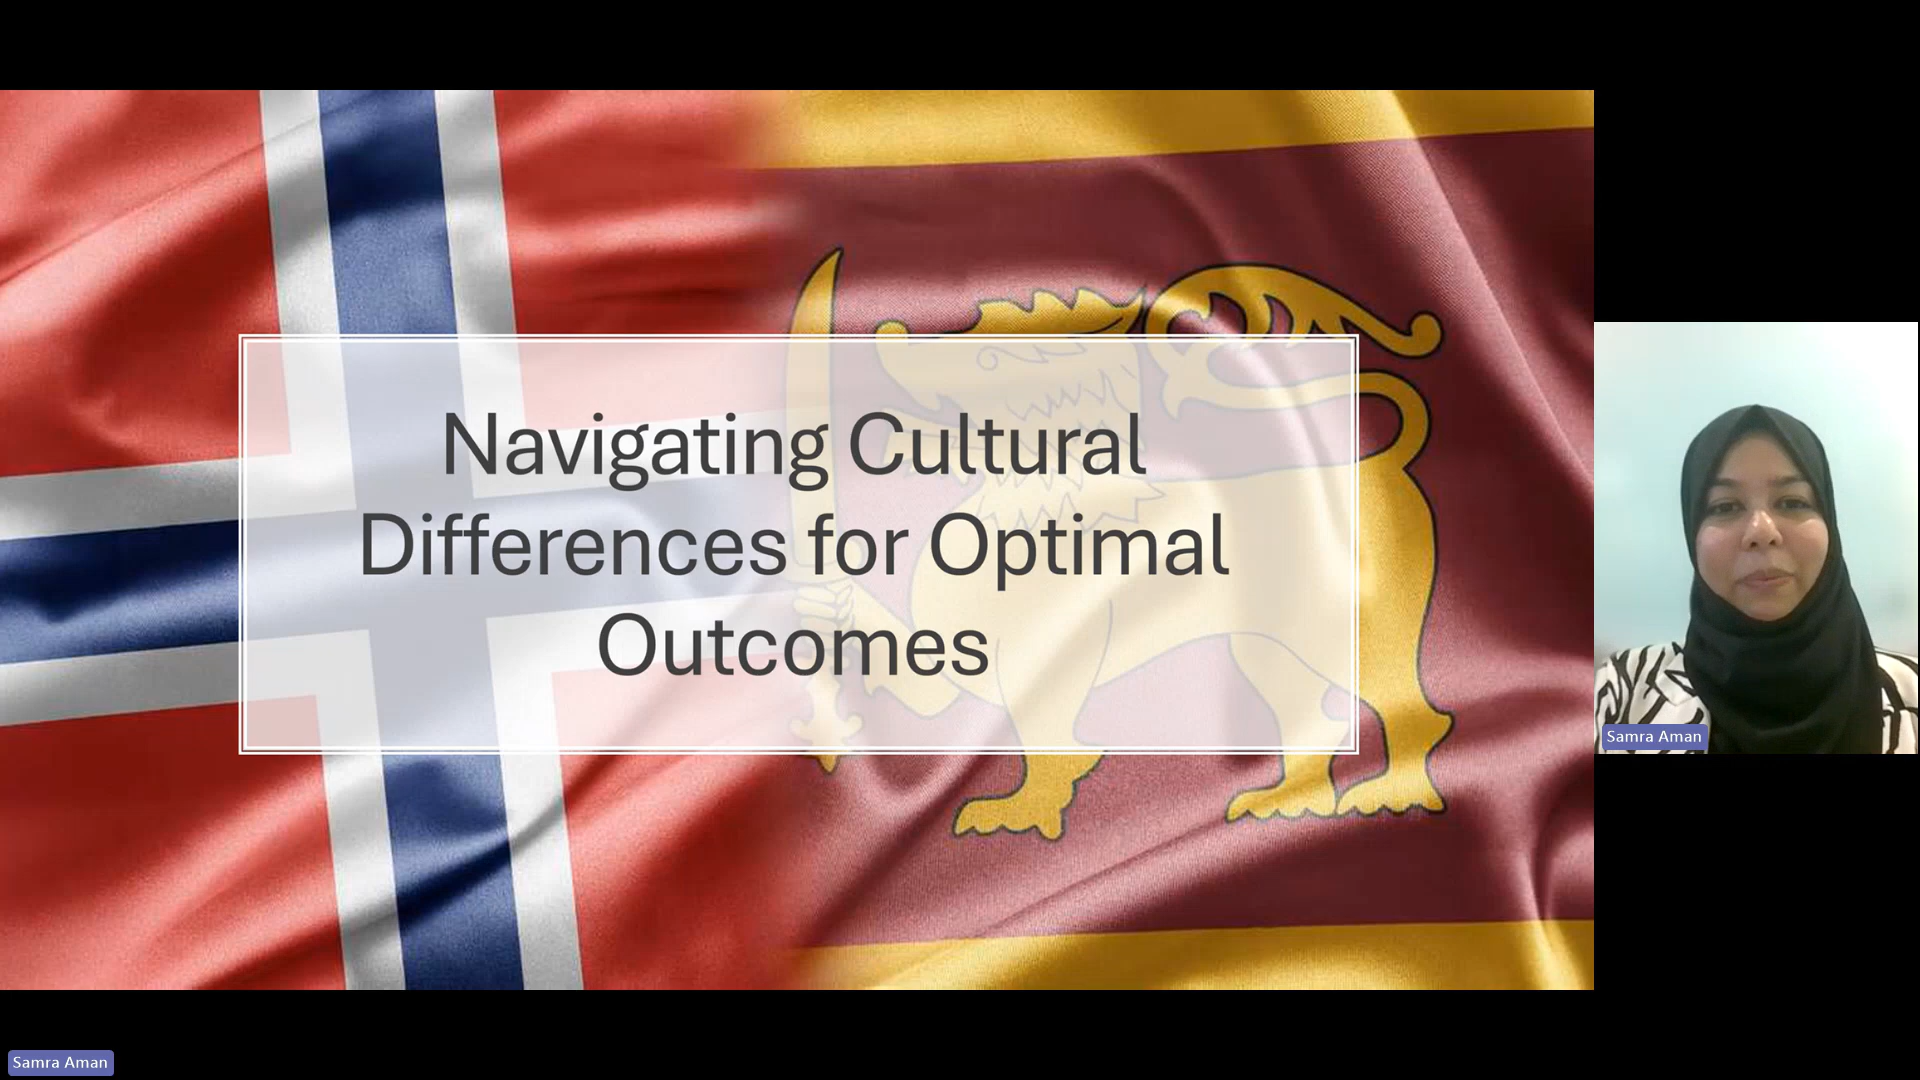 Navigating Cultural
Differences for Optimal
Outcomes
Samra Aman
Samra Aman